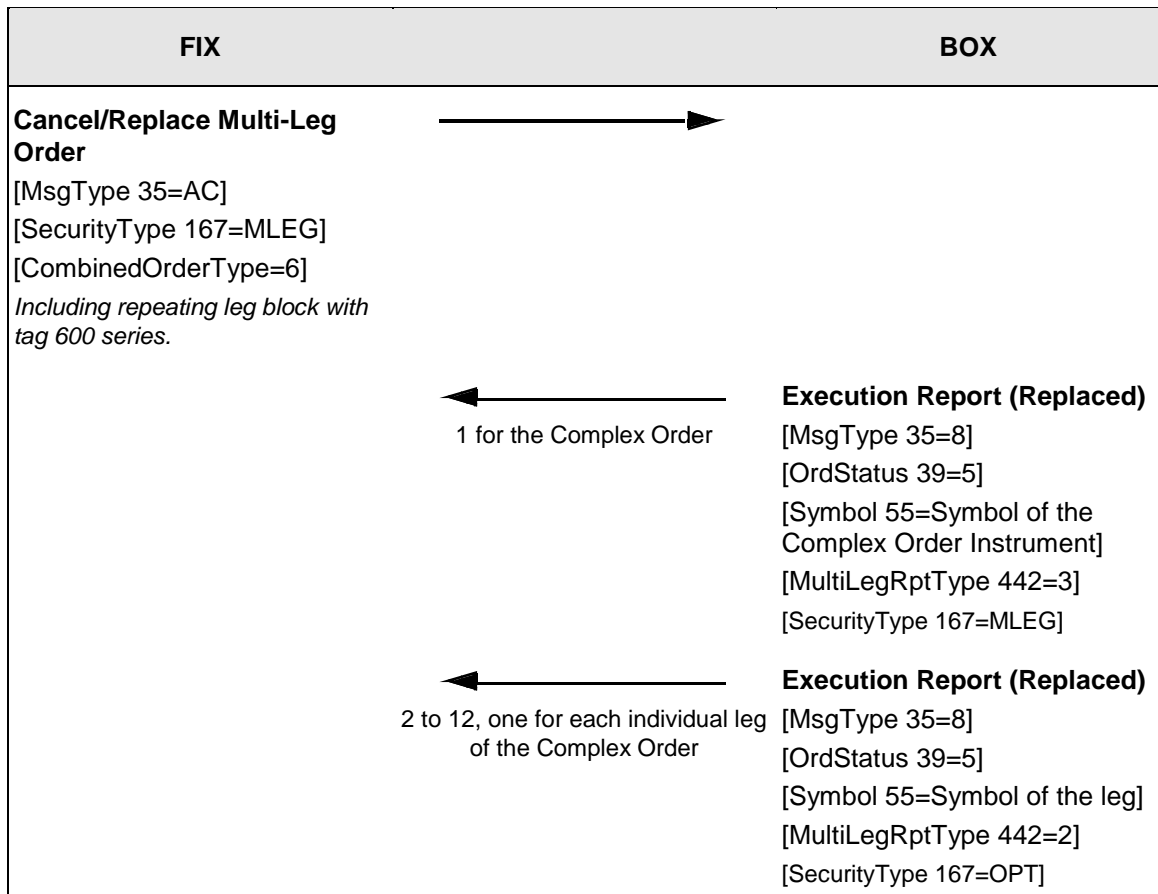 FIX
BOX
Cancel/Replace Multi-Leg
Order
[MsgType 35=AC]
[SecurityType 167=MLEG]
[CombinedOrderType=6]
Including repeating leg block with
tag 600 series.
Execution Report (Replaced)
1 for the Complex Order
[MsgType 35=8]
[OrdStatus 39=5]
[Symbol 55=Symbol of the
Complex Order Instrument]
[MultiLegRptType 442=3]
[SecurityType 167=MLEG]
Execution Report (Replaced)
2 to 12, one for each individual leg
of the Complex Order
[MsgType 35=8]
[OrdStatus 39=5]
[Symbol 55=Symbol of the leg]
[MultiLegRptType 442=2]
[SecurityType 167=OPT]